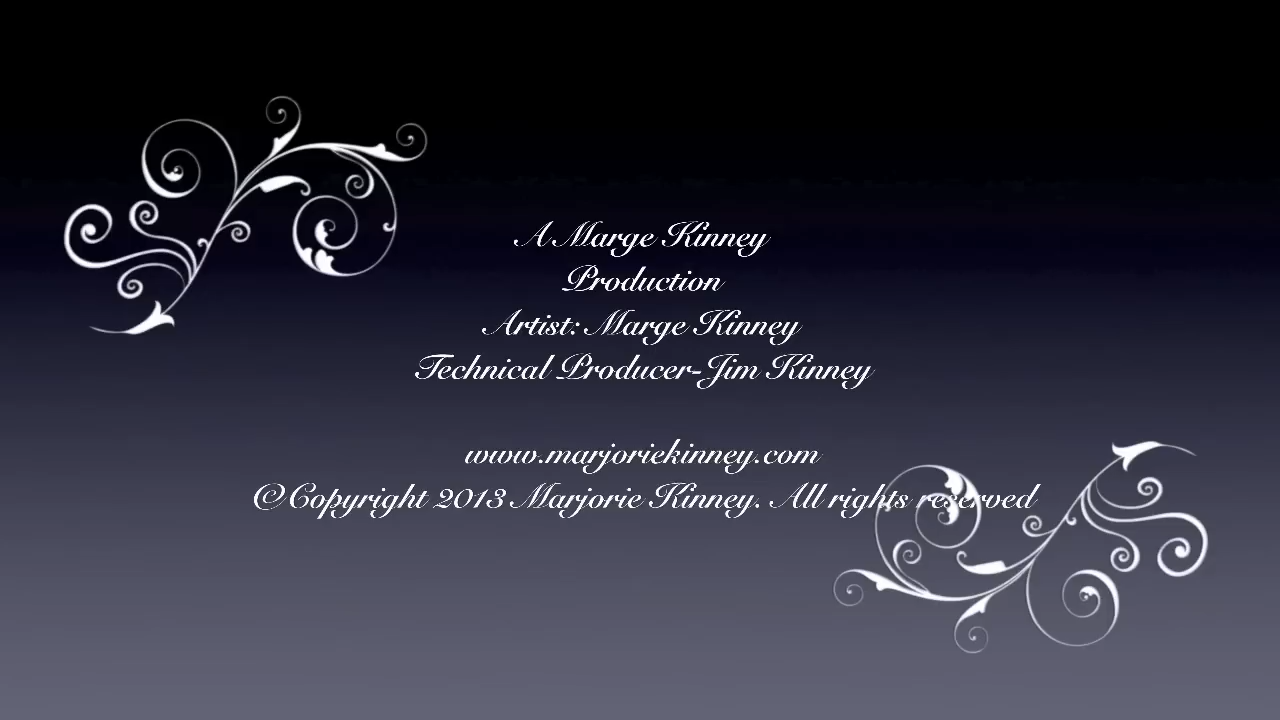 A Marge Kinney
Production
Artist: Marge Kinney
Technical Producer-Jim Kinney
www.marjoriekinney.com
©Copyright 2013 Marjorie Kinney. All rights reserved